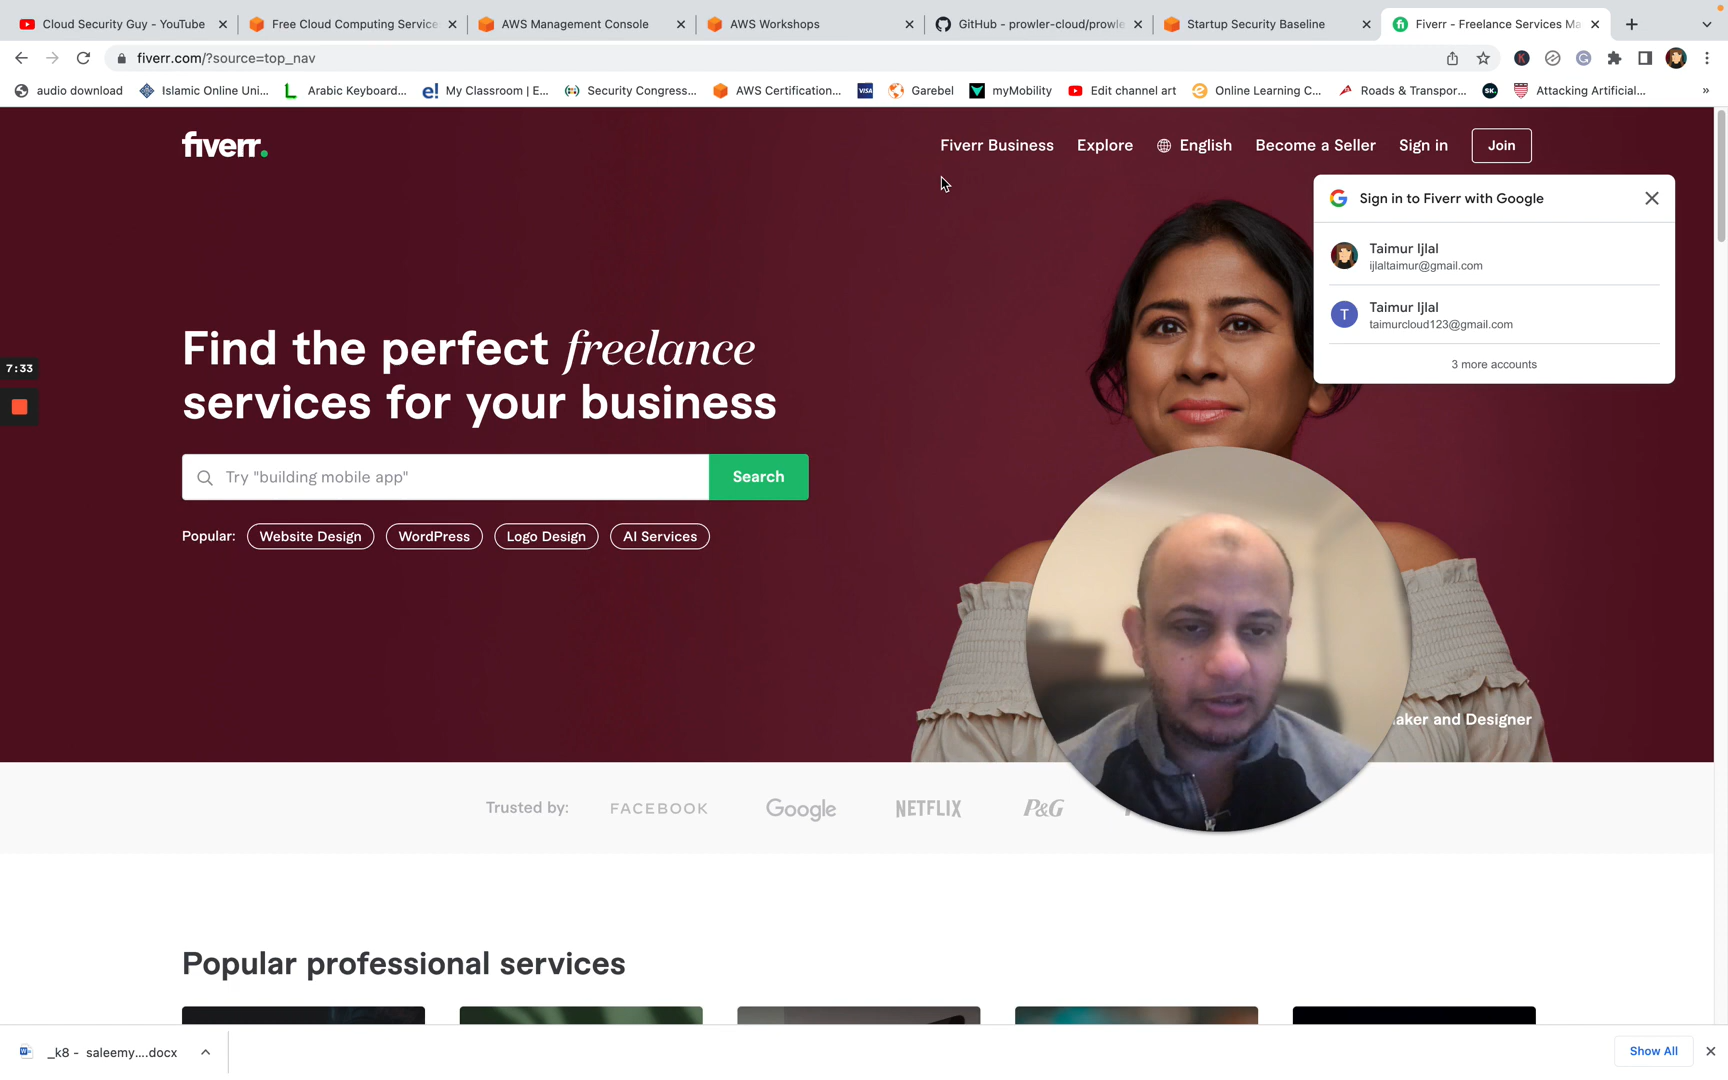 Cloud Security Guy - YouTube
Free Cloud Computing Service
AWS Management Console
AWS Workshops
GitHub - prowler-cloud/prowle
Startup Security Baseline
Fiverr - Freelance Services Ma
fiverr.com/?source=top_nav
audio download
Islamic Online Uni...
Arabic Keyboard...
My Classroom | E...
Security Congress...
AWS Certification...
VISA
Garebel
myMobility
Edit channel art
Online Learning C...
Roads & Transpor...
SK.
Attacking Artificial...
»
fiverr.
Fiverr Business
Explore
English
Become a Seller
Sign in
Join
Sign in to Fiverr with Google
Taimur Ijlal
ijlaltaimur@gmail.com
T
Taimur Ijlal
taimurcloud123@gmail.com
3 more accounts
7:33
Find the perfect freelance
services for your business
Try "building mobile app"
Search
Popular:
Website Design
WordPress
Logo Design
AI Services
aker and Designer
Trusted by:
FACEBOOK
Google
NETFLIX
P&G
Popular professional services
_k8 - saleemy....docx
Show All